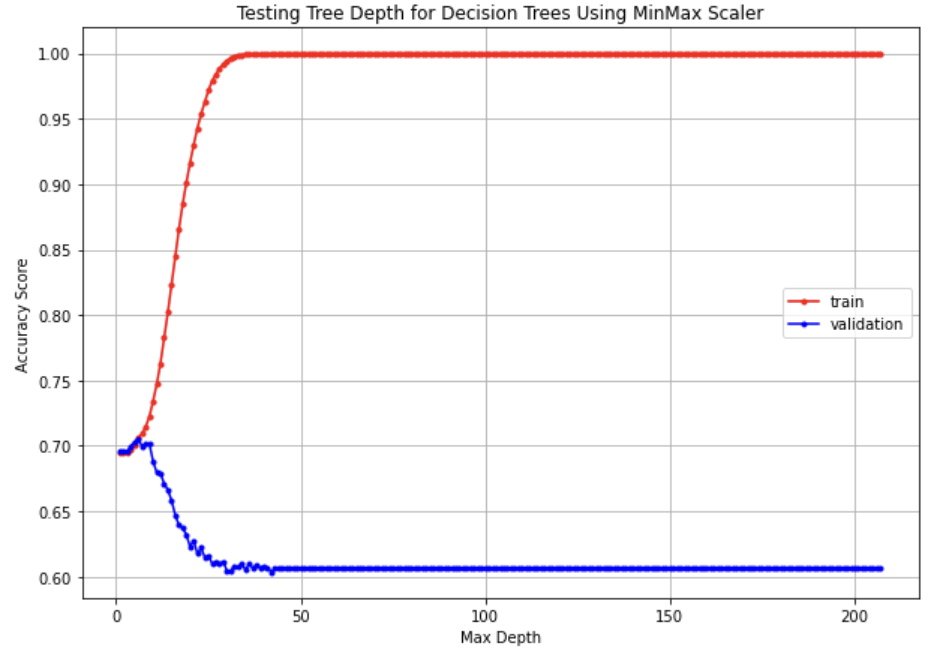 Testing Tree Depth for Decision Trees Using MinMax Scaler
1.00
0.95
0.90
0.85
0.80
0.75
0.70
0.65
0.60
Accuracy Score
train
validation
0
50
100
150
200
Max Depth